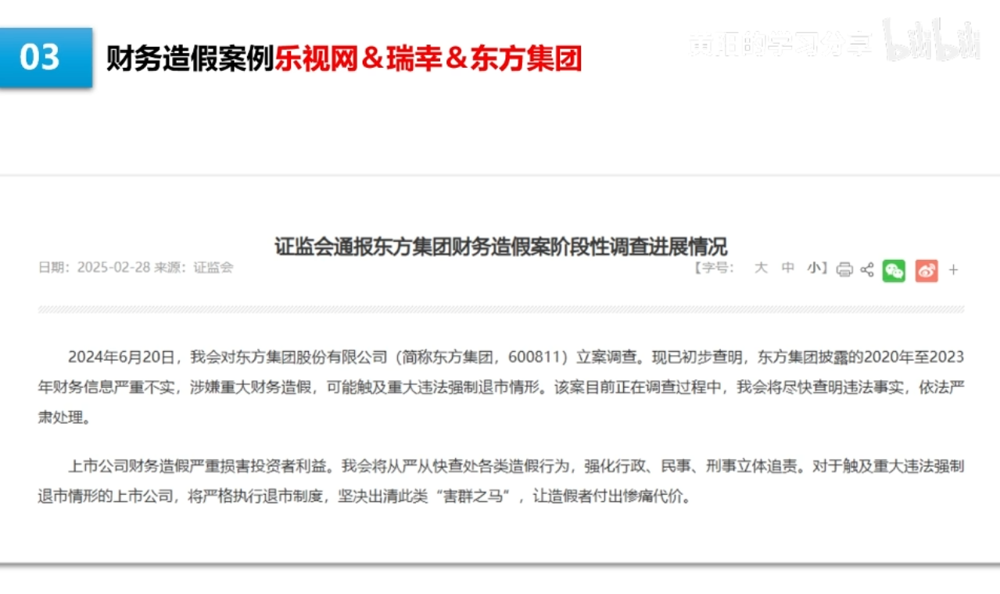 03
财务造假案例乐视网＆瑞幸＆东方集团
黄阳的学习分享 bilibili
证监会通报东方集团财务造假案阶段性调查进展情况
日期：2025-02-28 来源：证监会
【字号： 大 中 小】
2024年6月20日，我会对东方集团股份有限公司（简称东方集团，600811）立案调查。现已初步查明，东方集团披露的2020年至2023
年财务信息严重不实，涉嫌重大财务造假，可能触及重大违法强制退市情形。该案目前正在调查过程中，我会将尽快查明违法事实，依法严
肃处理。
上市公司财务造假严重损害投资者利益。我会将从严从快查处各类造假行为，强化行政、民事、刑事立体追责。对于触及重大违法强制
退市情形的上市公司，将严格执行退市制度，坚决出清此类“害群之马”，让造假者付出惨痛代价。